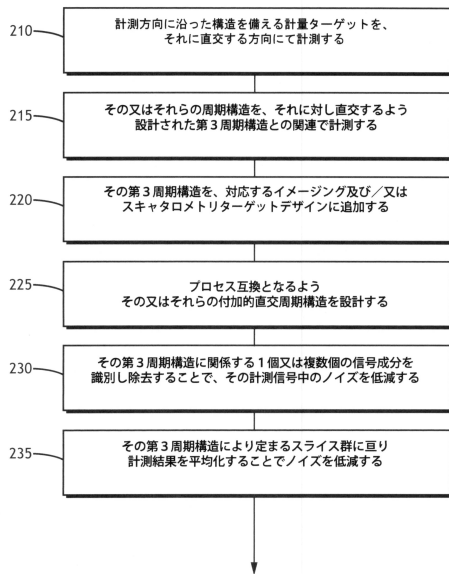 210
計測方向に沿った構造を備える計量ターゲットを、
それに直交する方向にて計測する
215
その又はそれらの周期構造を、それに対し直交するよう
設計された第3周期構造との関連で計測する
220
その第3周期構造を、対応するイメージング及び/又は
スキャタロメトリターゲットデザインに追加する
225
プロセス互換となるよう
その又はそれらの付加的直交周期構造を設計する
230
その第3周期構造に関係する1個又は複数個の信号成分を
識別し除去することで、その計測信号中のノイズを低減する
235
その第3周期構造により定まるスライス群に亘り
計測結果を平均化することでノイズを低減する